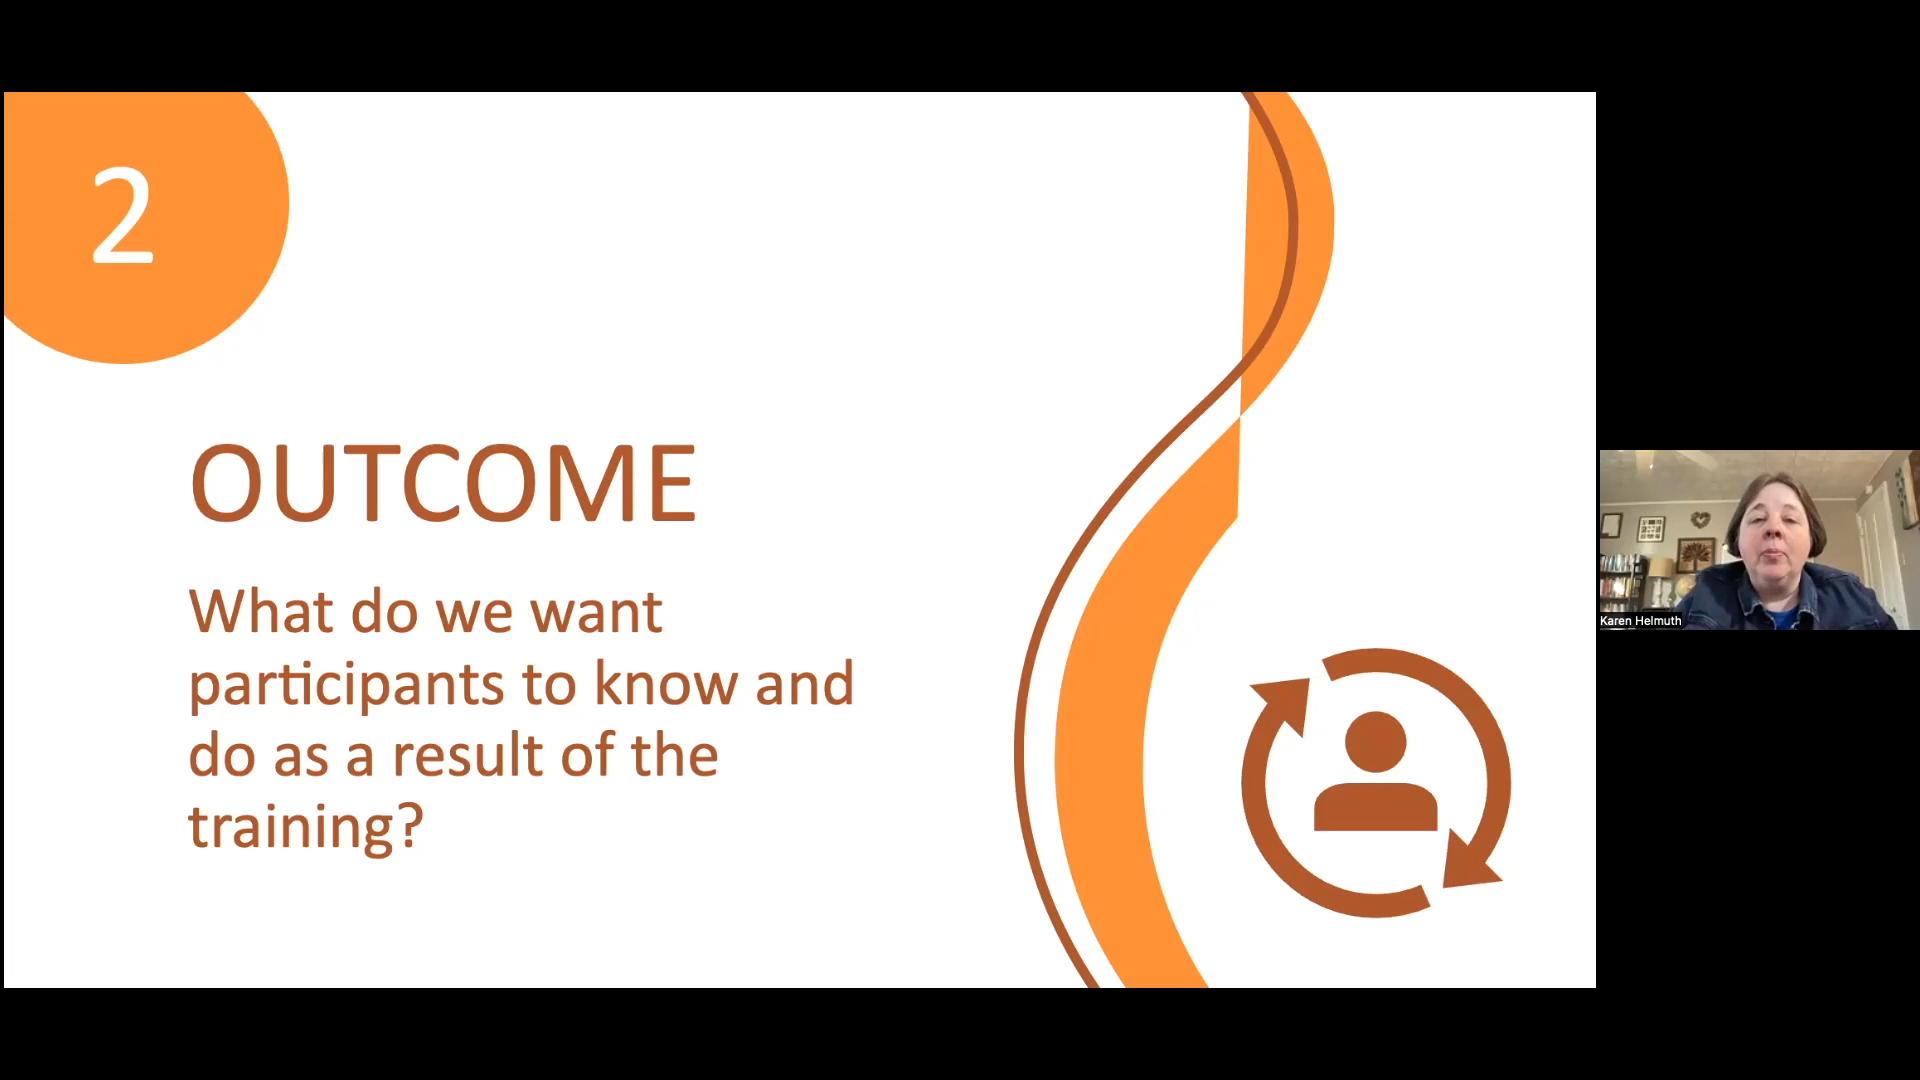 2
OUTCOME
What do we want
participants to know and
do as a result of the
training?
Karen Helmuth